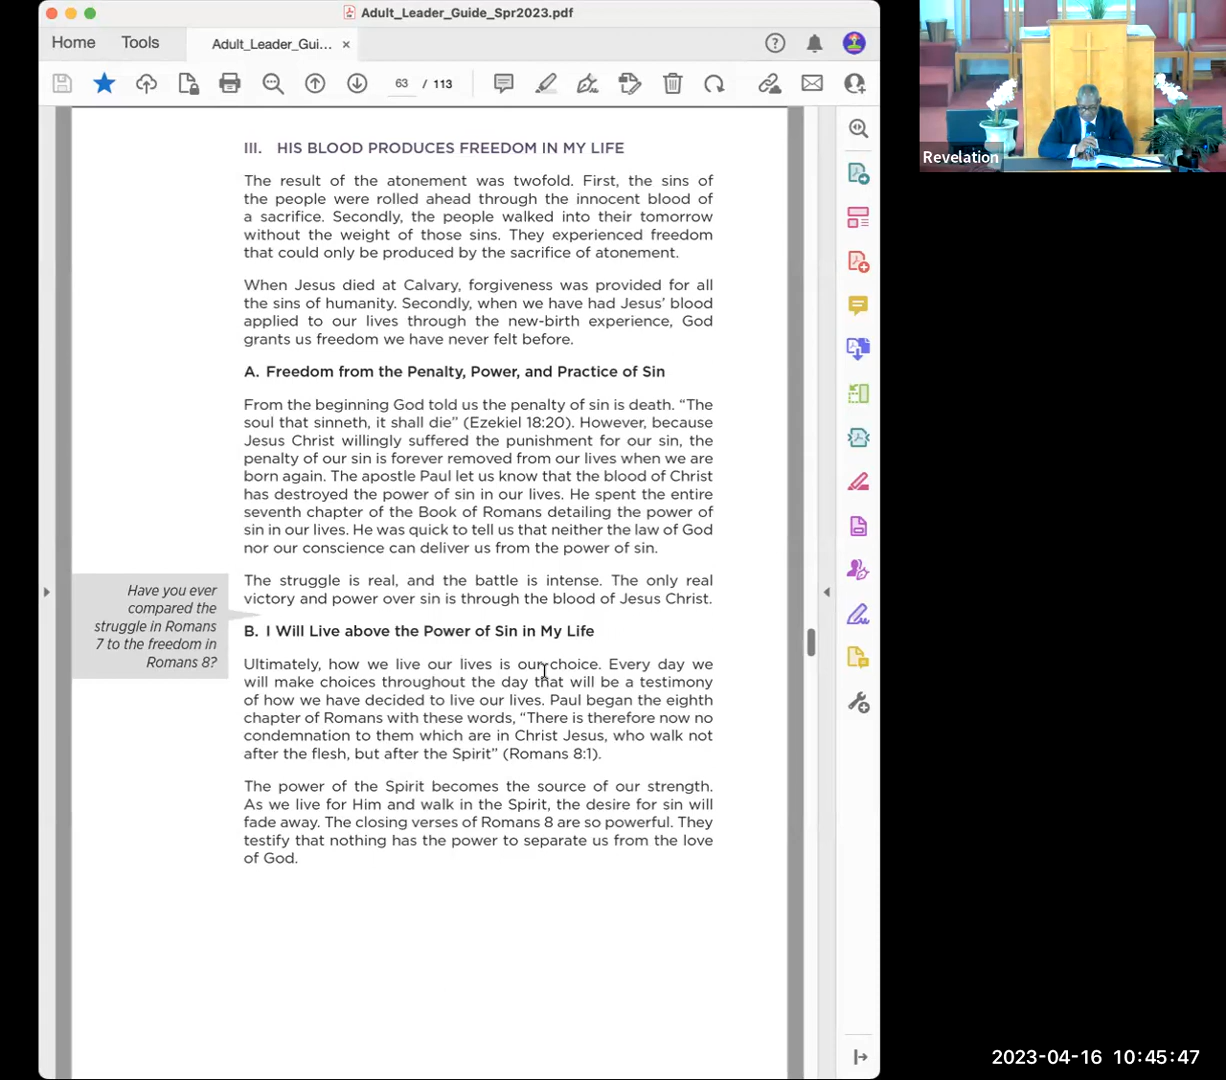 Adult_Leader_Guide_Spr2023.pdf
Home
Tools
Adult_Leader_Gui...
63 / 113
III. HIS BLOOD PRODUCES FREEDOM IN MY LIFE
The result of the atonement was twofold. First, the sins of
the people were rolled ahead through the innocent blood of
a sacrifice. Secondly, the people walked into their tomorrow
without the weight of those sins. They experienced freedom
that could only be produced by the sacrifice of atonement.
When Jesus died at Calvary, forgiveness was provided for all
the sins of humanity. Secondly, when we have had Jesus’ blood
applied to our lives through the new-birth experience, God
grants us freedom we have never felt before.
A. Freedom from the Penalty, Power, and Practice of Sin
From the beginning God told us the penalty of sin is death. “The
soul that sinneth, it shall die” (Ezekiel 18:20). However, because
Jesus Christ willingly suffered the punishment for our sin, the
penalty of our sin is forever removed from our lives when we are
born again. The apostle Paul let us know that the blood of Christ
has destroyed the power of sin in our lives. He spent the entire
seventh chapter of the Book of Romans detailing the power of
sin in our lives. He was quick to tell us that neither the law of God
nor our conscience can deliver us from the power of sin.
The struggle is real, and the battle is intense. The only real
victory and power over sin is through the blood of Jesus Christ.
Have you ever
compared the
struggle in Romans
7 to the freedom in
Romans 8?
B. I Will Live above the Power of Sin in My Life
Ultimately, how we live our lives is our choice. Every day we
will make choices throughout the day that will be a testimony
of how we have decided to live our lives. Paul began the eighth
chapter of Romans with these words, “There is therefore now no
condemnation to them which are in Christ Jesus, who walk not
after the flesh, but after the Spirit” (Romans 8:1).
The power of the Spirit becomes the source of our strength.
As we live for Him and walk in the Spirit, the desire for sin will
fade away. The closing verses of Romans 8 are so powerful. They
testify that nothing has the power to separate us from the love
of God.
Revelation
2023-04-16 10:45:47